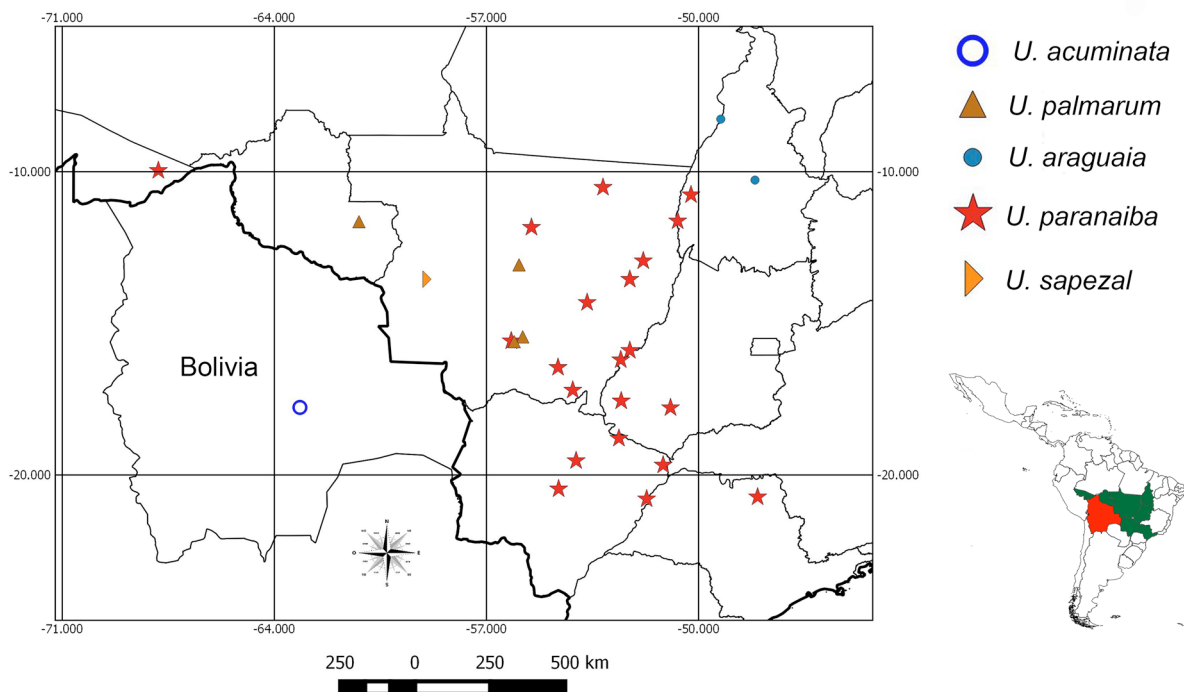 -71.000 -64.000 -57.000 -50.000
U. acuminata
U. palmarum
U. araguaia
-10.000 -10.000
U. paranaiba
U. sapezal
Bolivia
-20.000 -20.000
N
O E
S
-71.000 -64.000 -57.000 -50.000
250 0 250 500 km